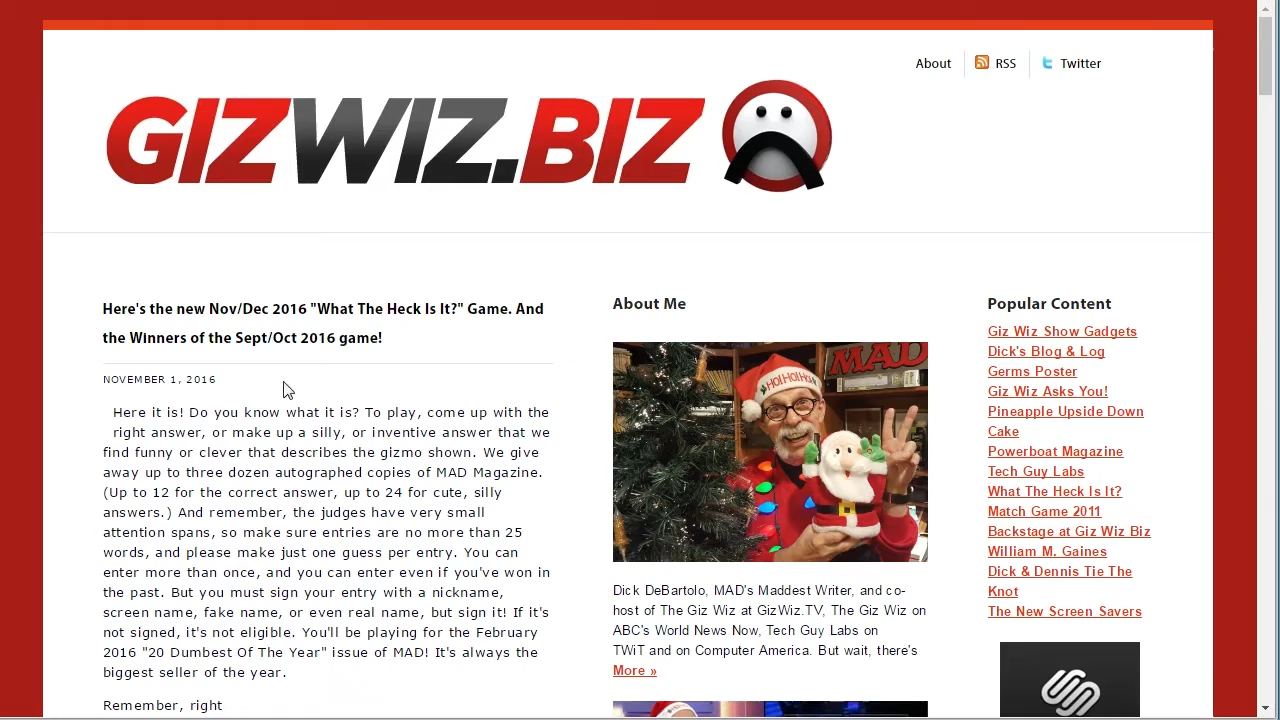 About
RSS
Twitter
GIZWIZ.BIZ
Here's the new Nov/Dec 2016 "What The Heck Is It?" Game. And
the Winners of the Sept/Oct 2016 game!
NOVEMBER 1, 2016
Here it is! Do you know what it is? To play, come up with the
right answer, or make up a silly, or inventive answer that we
find funny or clever that describes the gizmo shown. We give
away up to three dozen autographed copies of MAD Magazine.
(Up to 12 for the correct answer, up to 24 for cute, silly
answers.) And remember, the judges have very small
attention spans, so make sure entries are no more than 25
words, and please make just one guess per entry. You can
enter more than once, and you can enter even if you've won in
the past. But you must sign your entry with a nickname,
screen name, fake name, or even real name, but sign it! If it's
not signed, it's not eligible. You'll be playing for the February
2016 "20 Dumbest Of The Year" issue of MAD! It's always the
biggest seller of the year.
Remember, right
About Me
MAD
HO!HO!HO!
Dick DeBartolo, MAD's Maddest Writer, and co-
host of The Giz Wiz at GizWiz.TV, The Giz Wiz on
ABC's World News Now, Tech Guy Labs on
TWiT and on Computer America. But wait, there's
More »
Popular Content
Giz Wiz Show Gadgets
Dick's Blog & Log
Germs Poster
Giz Wiz Asks You!
Pineapple Upside Down
Cake
Powerboat Magazine
Tech Guy Labs
What The Heck Is It?
Match Game 2011
Backstage at Giz Wiz Biz
William M. Gaines
Dick & Dennis Tie The
Knot
The New Screen Savers